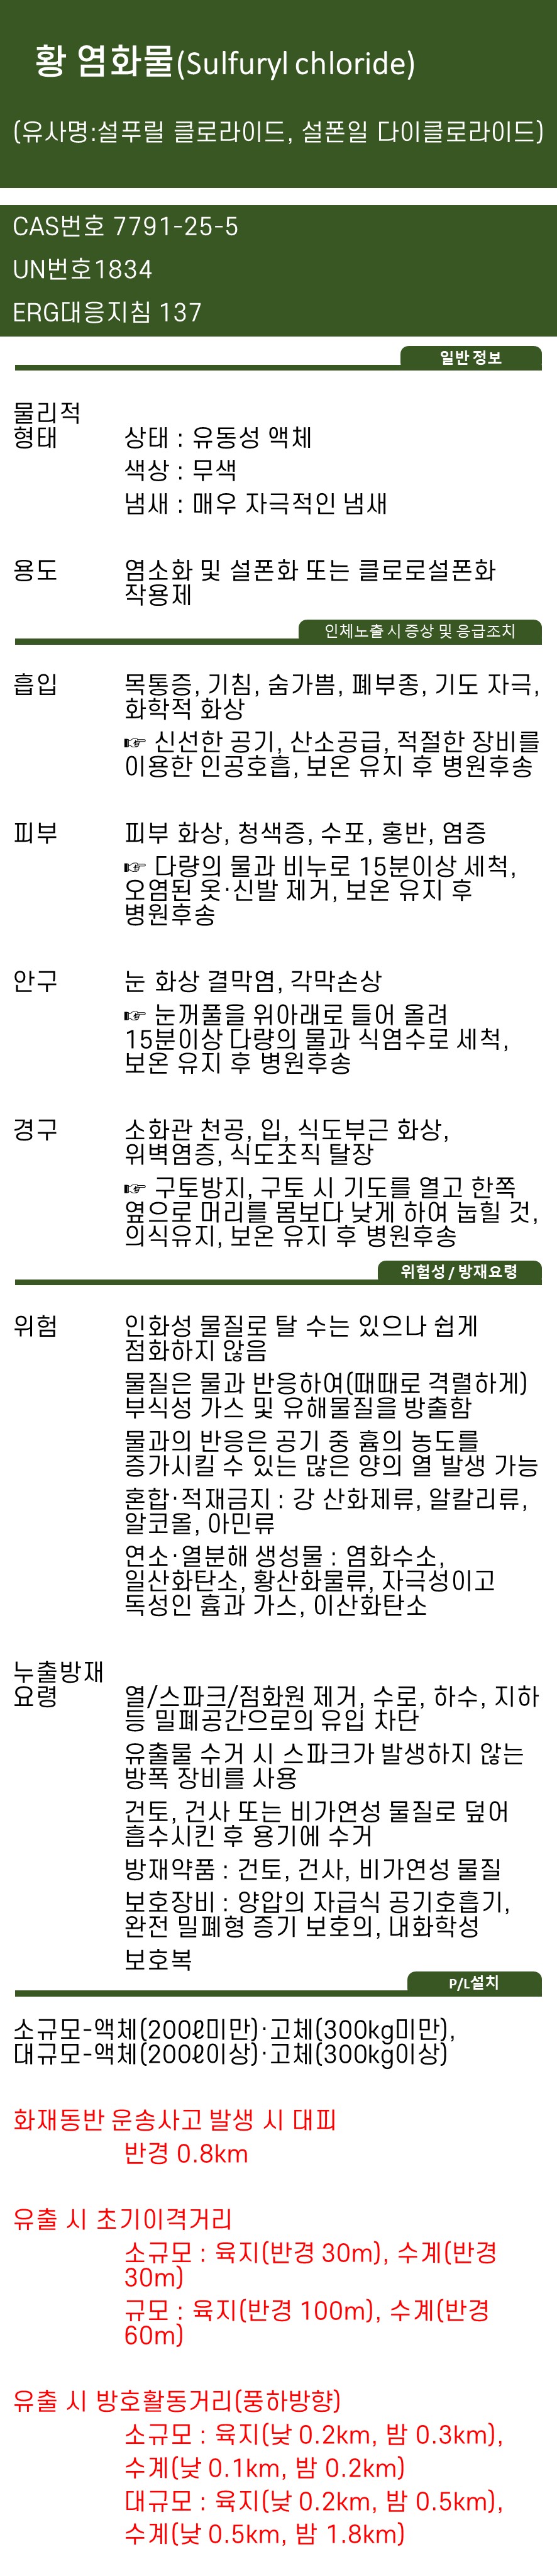 황 염화물(Sulfuryl chloride)
(유사명:설푸릴 클로라이드, 설폰일 다이클로라이드)
CAS번호 7791-25-5
UN번호1834
ERG대응지침 137
일반 정보
물리적
형태 상태 : 유동성 액체
색상 : 무색
냄새 : 매우 자극적인 냄새
용도 염소화 및 설폰화 또는 클로로설폰화
작용제
인체노출 시 증상 및 응급조치
흡입 목통증, 기침, 숨가쁨, 폐부종, 기도 자극,
화학적 화상
☞ 신선한 공기, 산소공급, 적절한 장비를
이용한 인공호흡, 보온 유지 후 병원후송
피부 피부 화상, 청색증, 수포, 홍반, 염증
☞ 다량의 물과 비누로 15분이상 세척,
오염된 옷·신발 제거, 보온 유지 후
병원후송
안구 눈 화상 결막염, 각막손상
☞ 눈꺼풀을 위아래로 들어 올려
15분이상 다량의 물과 식염수로 세척,
보온 유지 후 병원후송
경구 소화관 천공, 입, 식도부근 화상,
위벽염증, 식도조직 탈장
☞ 구토방지, 구토 시 기도를 열고 한쪽
옆으로 머리를 몸보다 낮게 하여 눕힐 것,
의식유지, 보온 유지 후 병원후송
위험성 / 방재요령
위험 인화성 물질로 탈 수는 있으나 쉽게
점화하지 않음
물질은 물과 반응하여(때때로 격렬하게)
부식성 가스 및 유해물질을 방출함
물과의 반응은 공기 중 흄의 농도를
증가시킬 수 있는 많은 양의 열 발생 가능
혼합·적재금지 : 강 산화제류, 알칼리류,
알코올, 아민류
연소·열분해 생성물 : 염화수소,
일산화탄소, 황산화물류, 자극성이고
독성인 흄과 가스, 이산화탄소
누출방재
요령 열/스파크/점화원 제거, 수로, 하수, 지하
등 밀폐공간으로의 유입 차단
유출물 수거 시 스파크가 발생하지 않는
방폭 장비를 사용
건토, 건사 또는 비가연성 물질로 덮어
흡수시킨 후 용기에 수거
방재약품 : 건토, 건사, 비가연성 물질
보호장비 : 양압의 자급식 공기호흡기,
완전 밀폐형 증기 보호의, 내화학성
보호복
P/L설치
소규모-액체(200ℓ미만)·고체(300kg미만),
대규모-액체(200ℓ이상)·고체(300kg이상)
화재동반 운송사고 발생 시 대피
반경 0.8km
유출 시 초기이격거리
소규모 : 육지(반경 30m), 수계(반경
30m)
규모 : 육지(반경 100m), 수계(반경
60m)
유출 시 방호활동거리(풍하방향)
소규모 : 육지(낮 0.2km, 밤 0.3km),
수계(낮 0.1km, 밤 0.2km)
대규모 : 육지(낮 0.2km, 밤 0.5km),
수계(낮 0.5km, 밤 1.8km)